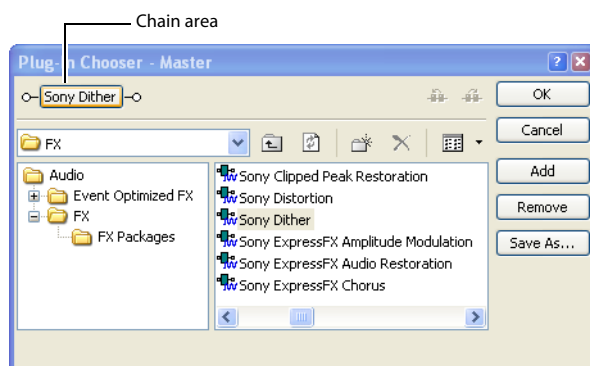 Chain area
Plug-In Chooser - Master
Sony Dither
OK
Cancel
Add
Remove
Save As...
FX
Audio
Event Optimized FX
FX
FX Packages
Sony Clipped Peak Restoration
Sony Distortion
Sony Dither
Sony ExpressFX Amplitude Modulation
Sony ExpressFX Audio Restoration
Sony ExpressFX Chorus